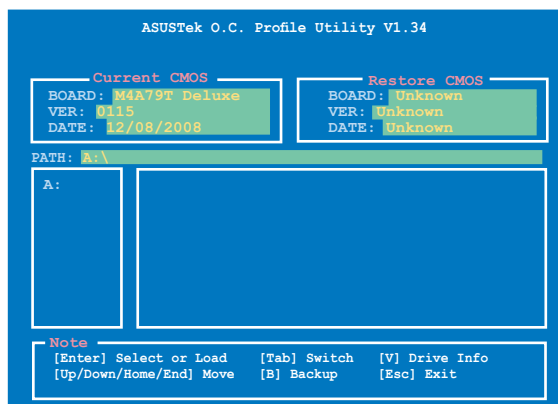 ASUSTek O.C. Profile Utility V1.34
Current CMOS
BOARD: M4A79T Deluxe
VER: 0115
DATE: 12/08/2008
Restore CMOS
BOARD: Unknown
VER: Unknown
DATE: Unknown
PATH: A:\
A:
Note
[Enter] Select or Load [Tab] Switch [V] Drive Info
[Up/Down/Home/End] Move [B] Backup [Esc] Exit